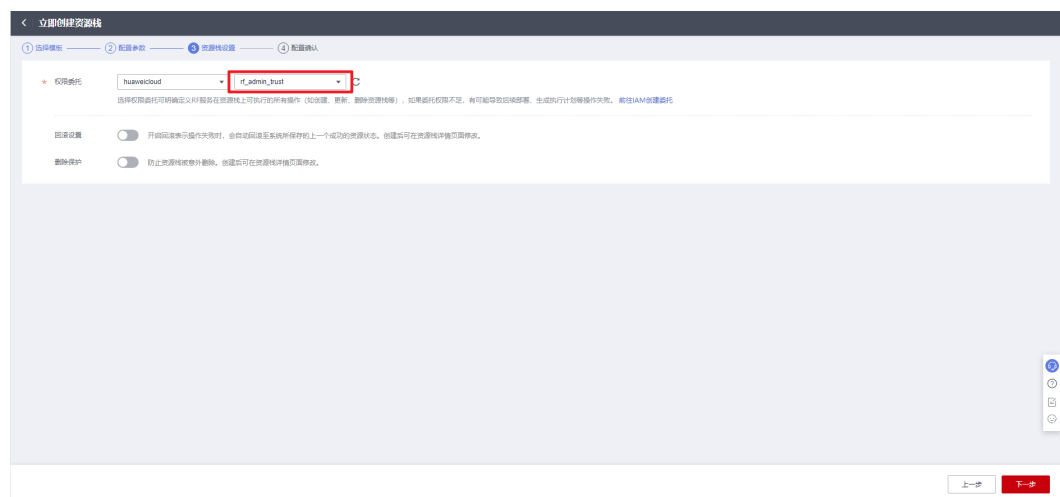 立即创建资源栈
1 选择模板 2 配置参数 3 资源栈设置 4 配置确认
* 权限委托 huaweicloud rf_admin_trust
选择权限委托可明确定义RF服务在资源栈上可执行的所有操作（如创建、更新、删除资源栈等），如果委托权限不足，有可能导致后续部署、生成执行计划等操作失败。 前往IAM创建委托
回滚设置 开启回滚表示操作失败时，会自动回滚至系统所保存的上一个成功的资源状态。创建后可在资源栈详情页面修改。
删除保护 防止资源栈被意外删除。创建后可在资源栈详情页面修改。
上一步 下一步